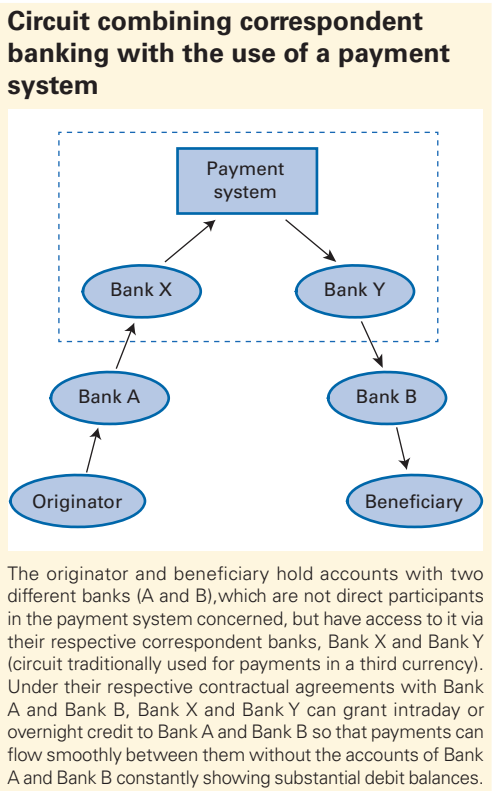 Circuit combining correspondent
banking with the use of a payment
system
Payment
system
Bank X
Bank Y
Bank A
Bank B
Originator
Beneficiary
The originator and beneficiary hold accounts with two
different banks (A and B),which are not direct participants
in the payment system concerned, but have access to it via
their respective correspondent banks, Bank X and Bank Y
(circuit traditionally used for payments in a third currency).
Under their respective contractual agreements with Bank
A and Bank B, Bank X and Bank Y can grant intraday or
overnight credit to Bank A and Bank B so that payments can
flow smoothly between them without the accounts of Bank
A and Bank B constantly showing substantial debit balances.